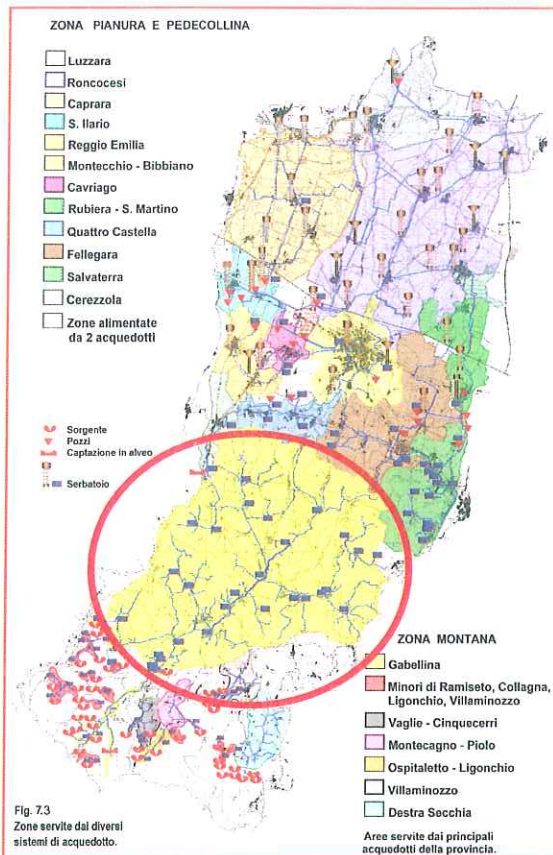 ZONA PIANURA E PEDECOLLINA
Luzzara
Roncocesi
Caprara
S. Ilario
Reggio Emilia
Montecchio - Bibbiano
Cavriago
Rubiera - S. Martino
Quattro Castella
Fellegara
Salvaterra
Cerezzola
Zone alimentate
da 2 acquedotti
Sorgente
Pozzi
Captazione in alveo
Serbatoio
ZONA MONTANA
Gabellina
Minori di Ramiseto, Collagna,
Ligonchio, Villaminozzo
Vaglie - Cinquecerri
Montecagno - Piolo
Ospitaletto - Ligonchio
Villaminozzo
Destra Secchia
Aree servite dai principali
acquedotti della provincia.
Fig. 7.3
Zone servite dai diversi
sistemi di acquedotto.